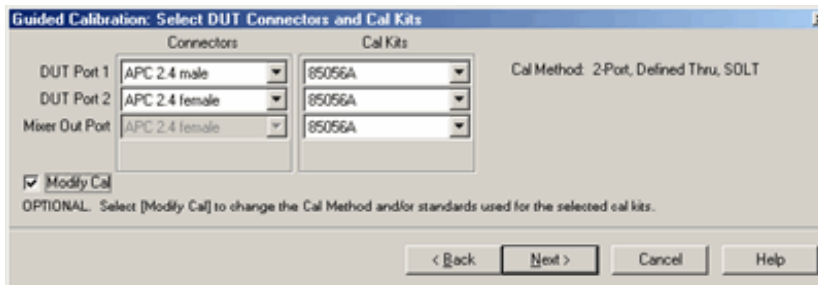 Guided Calibration: Select DUT Connectors and Cal Kits
Connectors Cal Kits
DUT Port 1 APC 2.4 male 85056A Cal Method: 2-Port, Defined Thru, SOLT
DUT Port 2 APC 2.4 female 85056A
Mixer Out Port APC 2.4 female 85056A
Modify Cal
OPTIONAL. Select [Modify Cal] to change the Cal Method and/or standards used for the selected cal kits.
< Back Next > Cancel Help